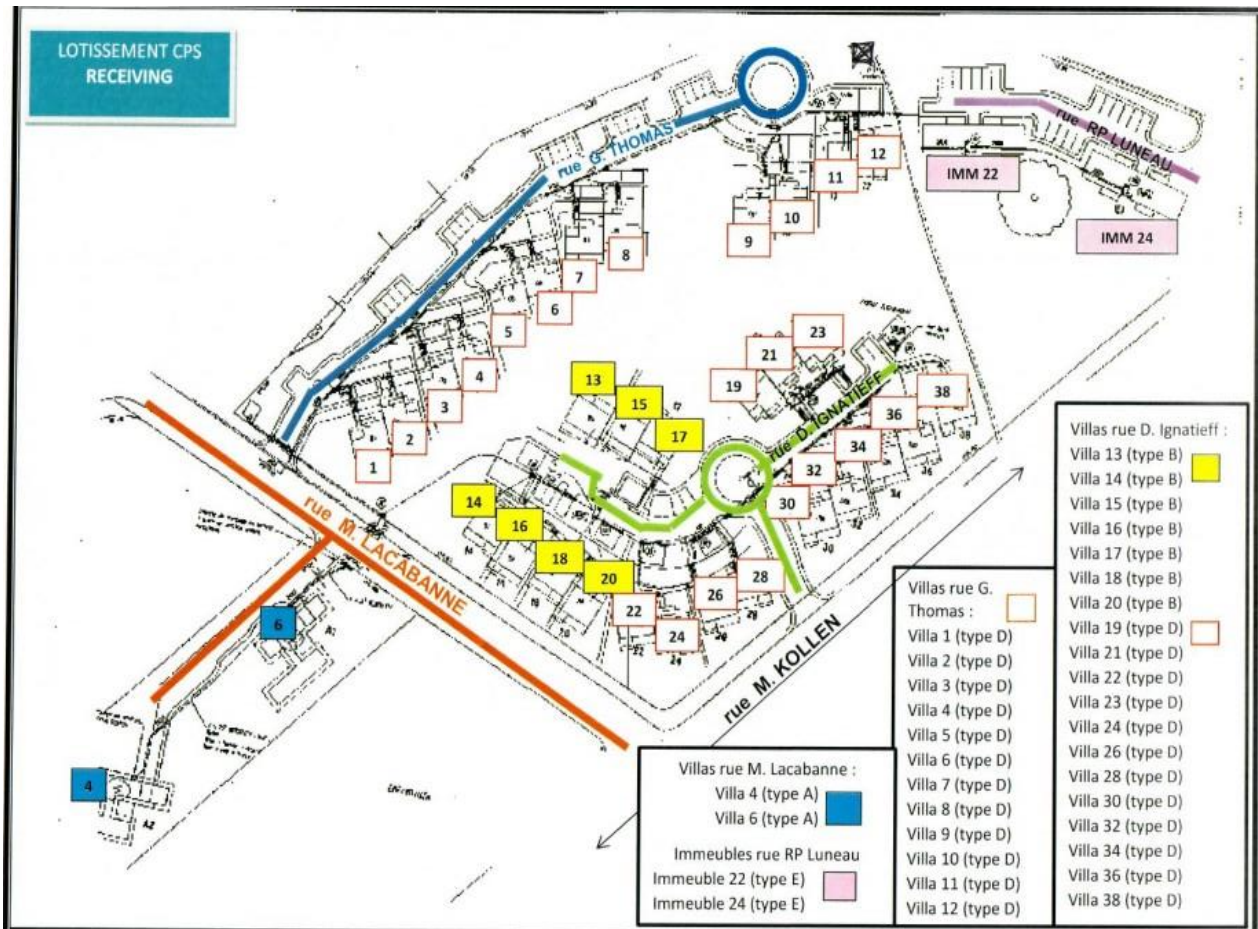 LOTISSEMENT CPS
RECEIVING
rue G. THOMAS
rue RP LUNEAU
IMM 22
IMM 24
12
11
10
9
8
7
6
5
4
3
2
1
23
21
19
38
36
34
32
30
rue D. IGNATIEFF
13
15
17
14
16
18
20
22
24
26
28
rue M. LACABANNE
rue M. KOLLEN
6
A1
4
A2
Villas rue M. Lacabanne :
Villa 4 (type A)
Villa 6 (type A)
Immeubles rue RP Luneau
Immeuble 22 (type E)
Immeuble 24 (type E)
Villas rue G.
Thomas :
Villa 1 (type D)
Villa 2 (type D)
Villa 3 (type D)
Villa 4 (type D)
Villa 5 (type D)
Villa 6 (type D)
Villa 7 (type D)
Villa 8 (type D)
Villa 9 (type D)
Villa 10 (type D)
Villa 11 (type D)
Villa 12 (type D)
Villas rue D. Ignatieff :
Villa 13 (type B)
Villa 14 (type B)
Villa 15 (type B)
Villa 16 (type B)
Villa 17 (type B)
Villa 18 (type B)
Villa 20 (type B)
Villa 19 (type D)
Villa 21 (type D)
Villa 22 (type D)
Villa 23 (type D)
Villa 24 (type D)
Villa 26 (type D)
Villa 28 (type D)
Villa 30 (type D)
Villa 32 (type D)
Villa 34 (type D)
Villa 36 (type D)
Villa 38 (type D)